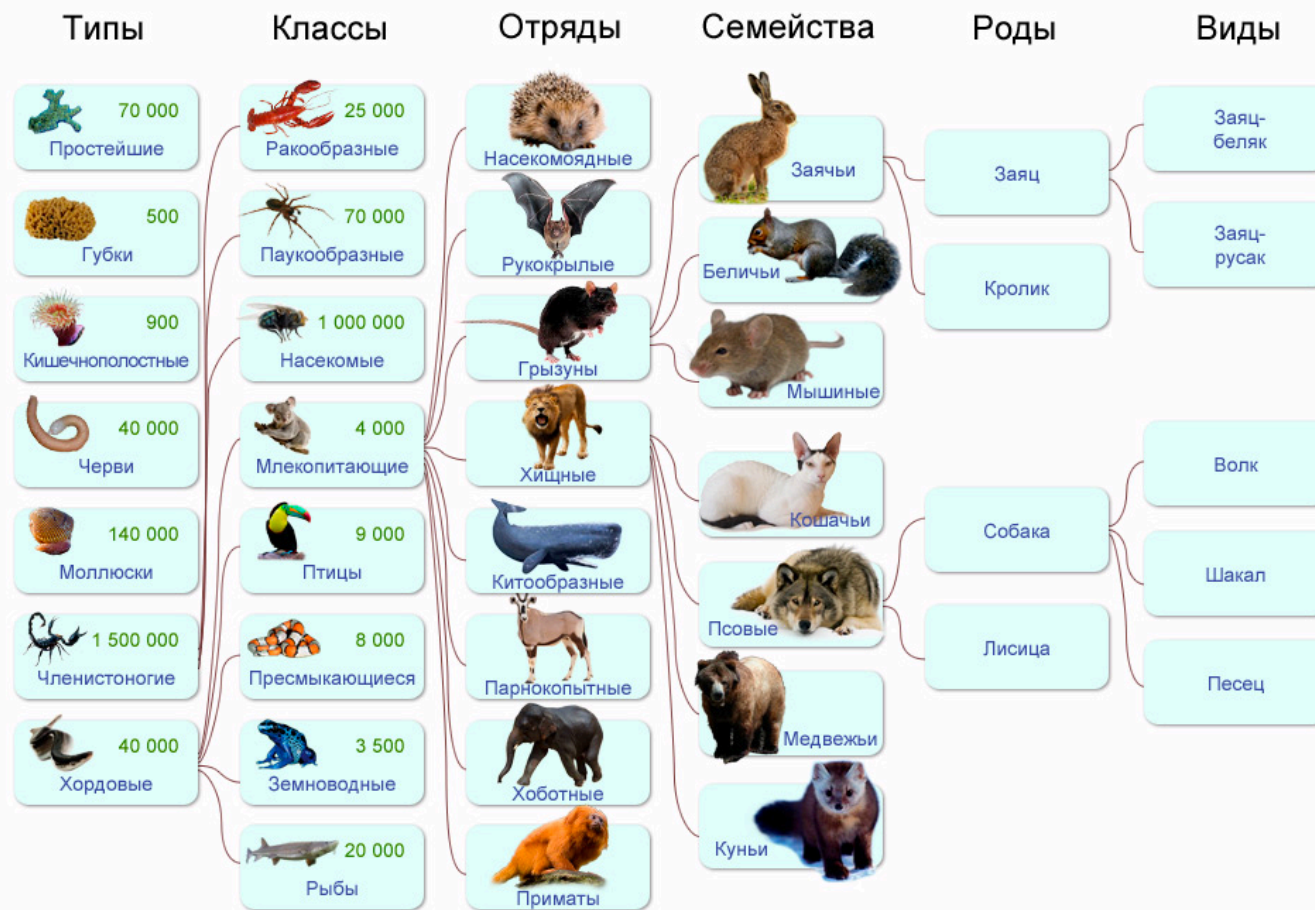 Типы
Классы
Отряды
Семейства
Роды
Виды
70 000
Простейшие
500
Губки
900
Кишечнополостные
40 000
Черви
140 000
Моллюски
1 500 000
Членистоногие
40 000
Хордовые
25 000
Ракообразные
70 000
Паукообразные
1 000 000
Насекомые
4 000
Млекопитающие
9 000
Птицы
8 000
Пресмыкающиеся
3 500
Земноводные
20 000
Рыбы
Насекомоядные
Рукокрылые
Грызуны
Хищные
Китообразные
Парнокопытные
Хоботные
Приматы
Заячьи
Беличьи
Мышиные
Кошачьи
Псовые
Медвежьи
Куньи
Заяц
Кролик
Собака
Лисица
Заяц-
беляк
Заяц-
русак
Волк
Шакал
Песец